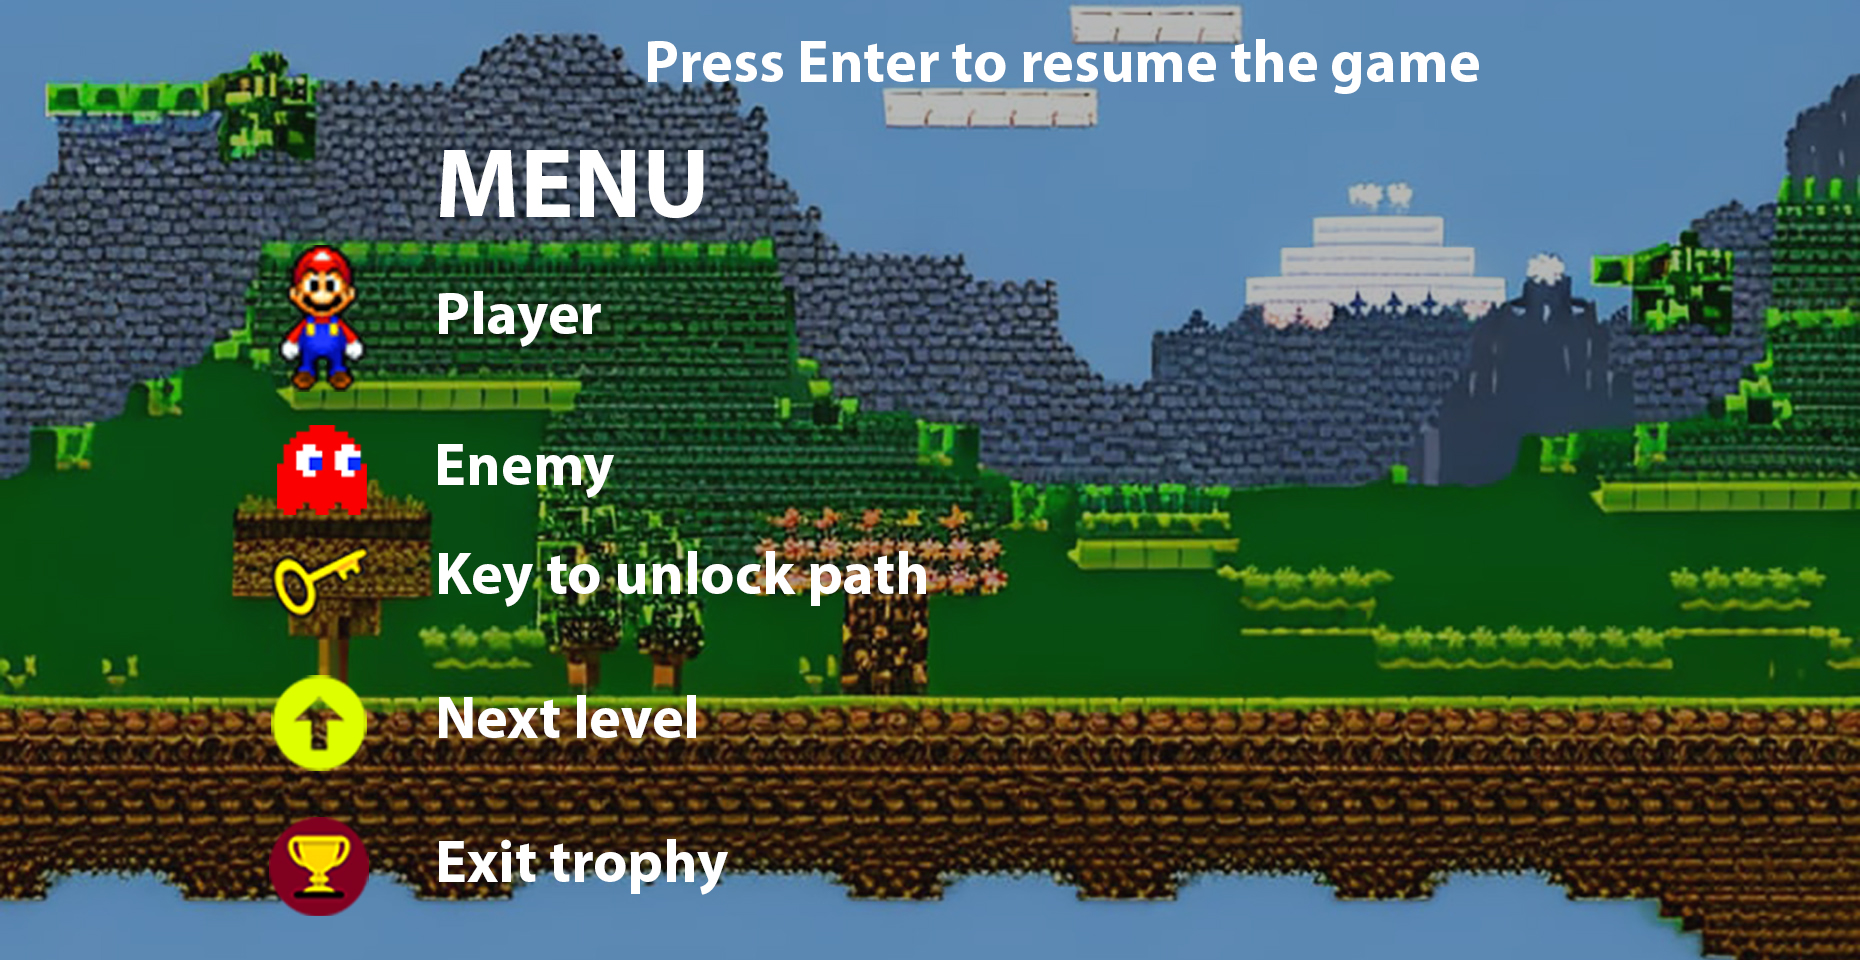 Press Enter to resume the game
MENU
Player
Enemy
Key to unlock path
Next level
Exit trophy